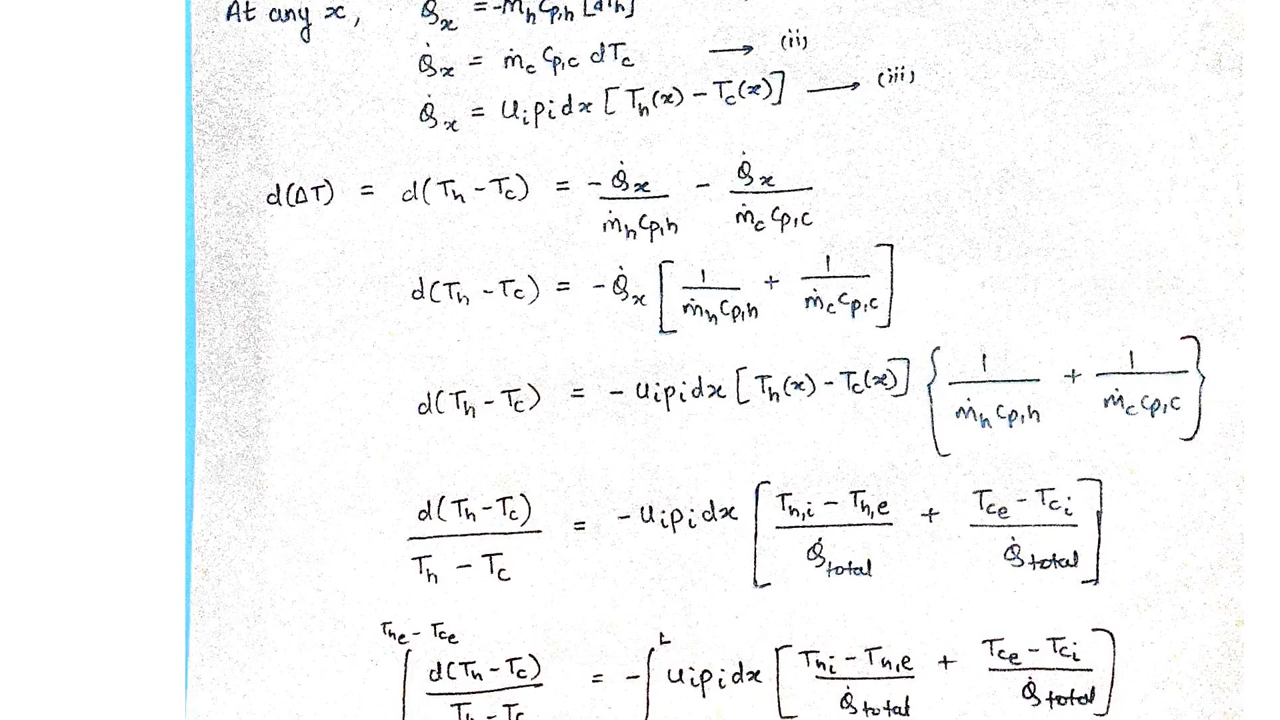 At any x, Q̇x = -ṁh Cp,h [dTh]
Q̇x = ṁc Cp,c dTc ⟶ (ii)
Q̇x = Ui pi dx [Th(x) - Tc(x)] ⟶ (iii)
d(ΔT) = d(Th - Tc) = - Q̇x / ṁh Cp,h - Q̇x / ṁc Cp,c
d(Th - Tc) = - Q̇x [ 1 / ṁh Cp,h + 1 / ṁc Cp,c ]
d(Th - Tc) = - Ui pi dx [Th(x) - Tc(x)] { 1 / ṁh Cp,h + 1 / ṁc Cp,c }
d(Th - Tc) / Th - Tc = - Ui pi dx [ Th,i - Th,e / Q̇total + Tce - Tci / Q̇total ]
The - Tce L
∫ d(Th - Tc) / Th - Tc = - ∫ Ui pi dx [ Thi - Th,e / Q̇total + Tce - Tci / Q̇total ]